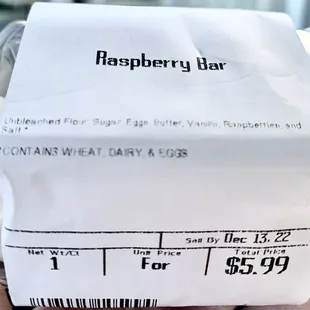 Raspberry Bar
Unbleached Flour, Sugar, Eggs, Butter, Vanilla, Raspberries, and
Salt *
*CONTAINS WHEAT, DAIRY, & EGGS
Sell By Dec 13, 22
Net Wt/Ct Unit Price Total Price
1 For $5.99